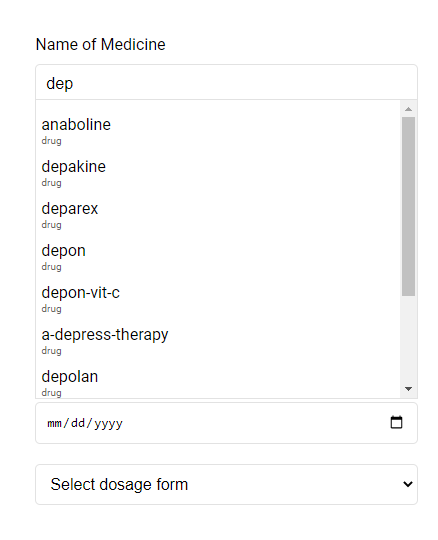 Name of Medicine
dep
anaboline
drug
depakine
drug
deparex
drug
depon
drug
depon-vit-c
drug
a-depress-therapy
drug
depolan
drug
mm/dd/yyyy
Select dosage form